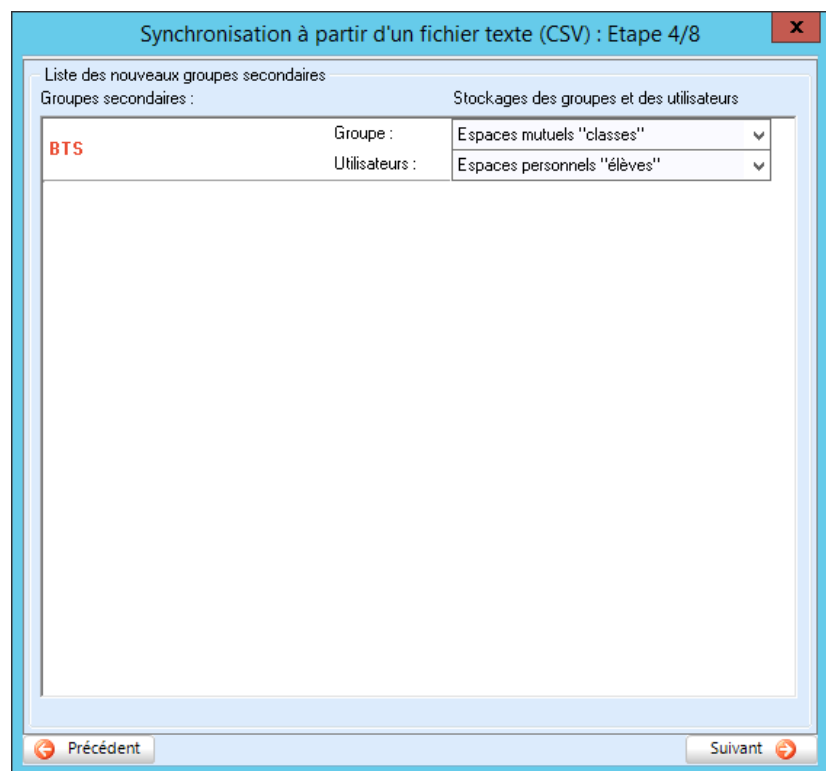 Synchronisation à partir d'un fichier texte (CSV) : Etape 4/8
x
Liste des nouveaux groupes secondaires
Groupes secondaires : Stockages des groupes et des utilisateurs
BTS
Groupe : Espaces mutuels "classes"
Utilisateurs : Espaces personnels "élèves"
Précédent Suivant